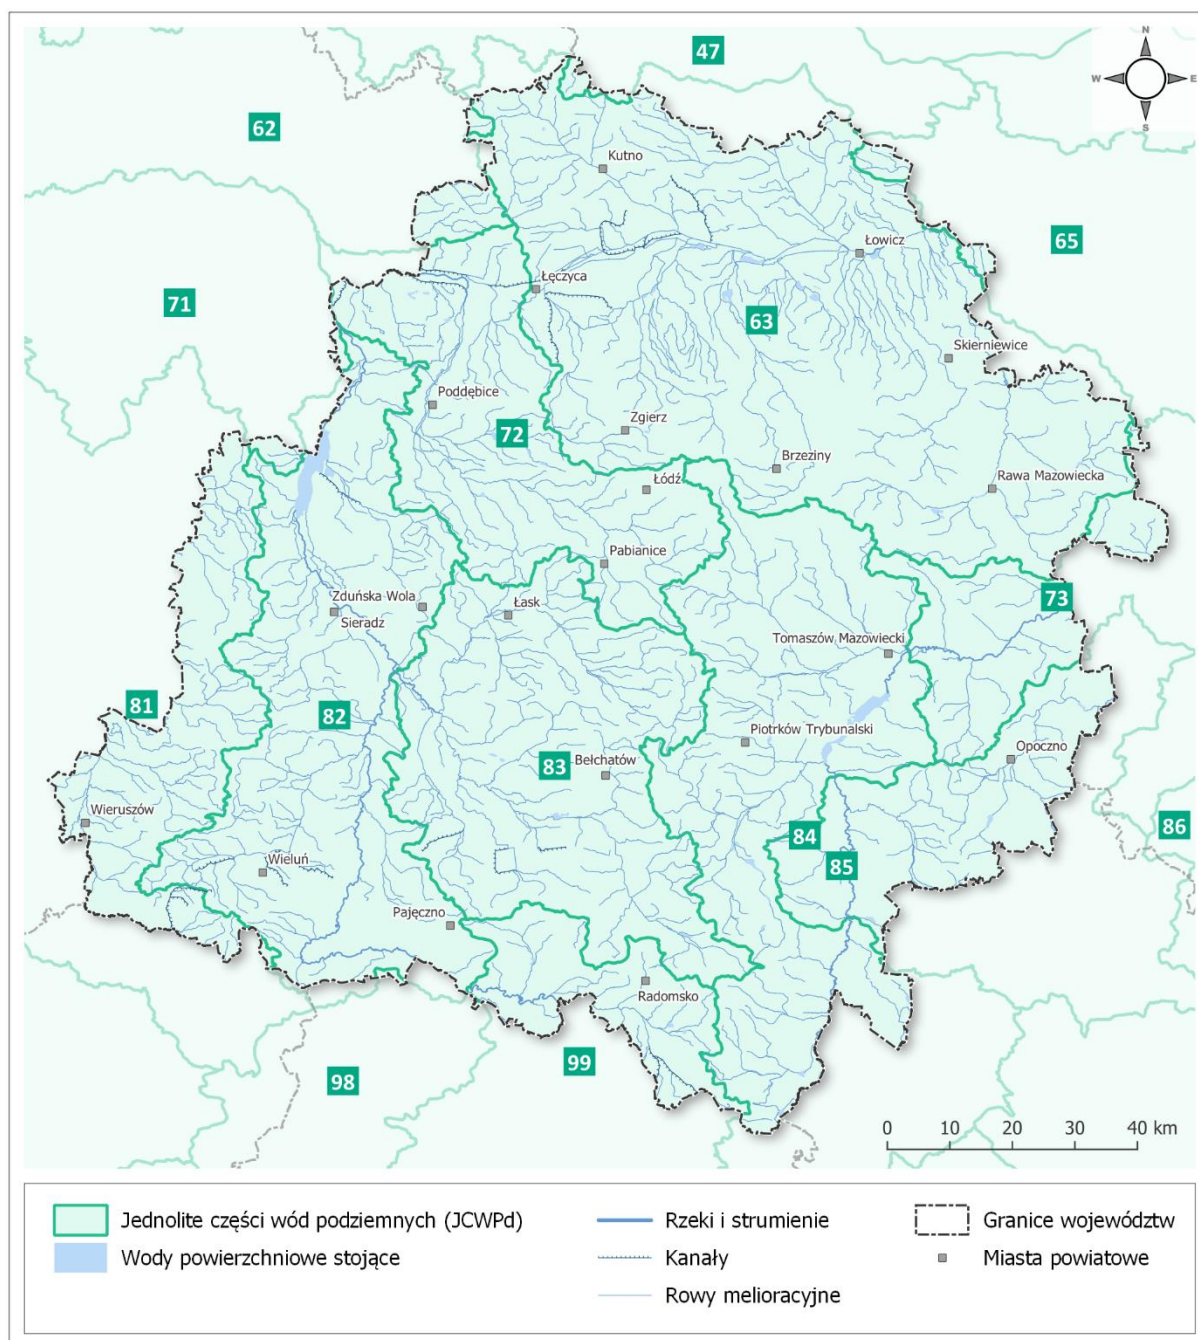 47
N
W
E
S
62
Kutno
65
Łowicz
Łęczyca
71
63
Skierniewice
Poddębice
72
Zgierz
Brzeziny
Łódź
Rawa Mazowiecka
Pabianice
73
Zduńska-Wola
Łask
Sieradz
Tomaszów Mazowiecki
81
82
Piotrków Trybunalski
83
Bełchatów
Opoczno
Wieruszów
84
86
Wieluń
85
Pajęczno
Radomsko
99
98
0 10 20 30 40 km
Jednolite części wód podziemnych (JCWPd)
Rzeki i strumienie
Granice województw
Wody powierzchniowe stojące
Kanały
Miasta powiatowe
Rowy melioracyjne